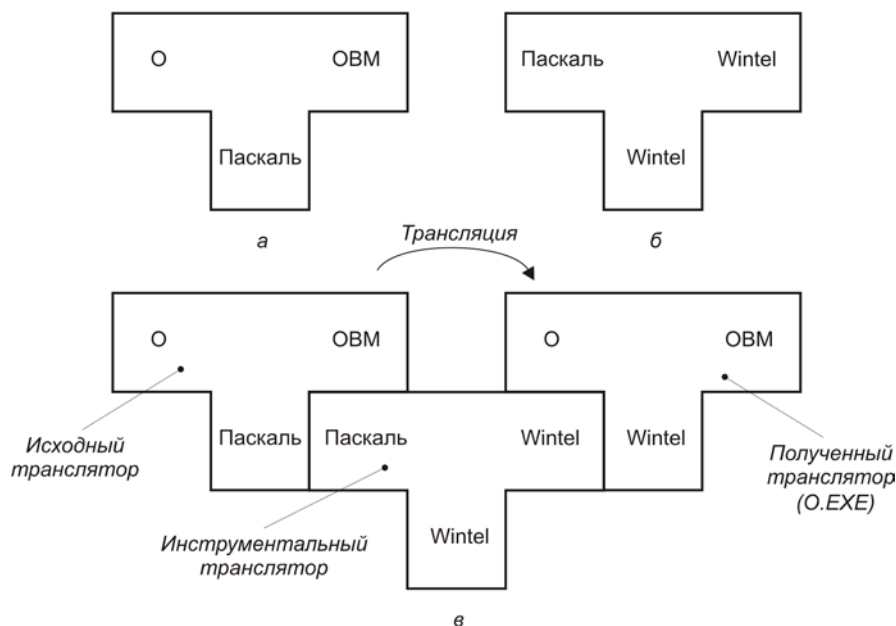 О ОВМ Паскаль Wintel
Паскаль Wintel
а Трансляция б
О ОВМ О ОВМ
Исходный
транслятор
Паскаль Паскаль Wintel Wintel
Полученный
транслятор
(O.EXE)
Инструментальный
транслятор
Wintel
в